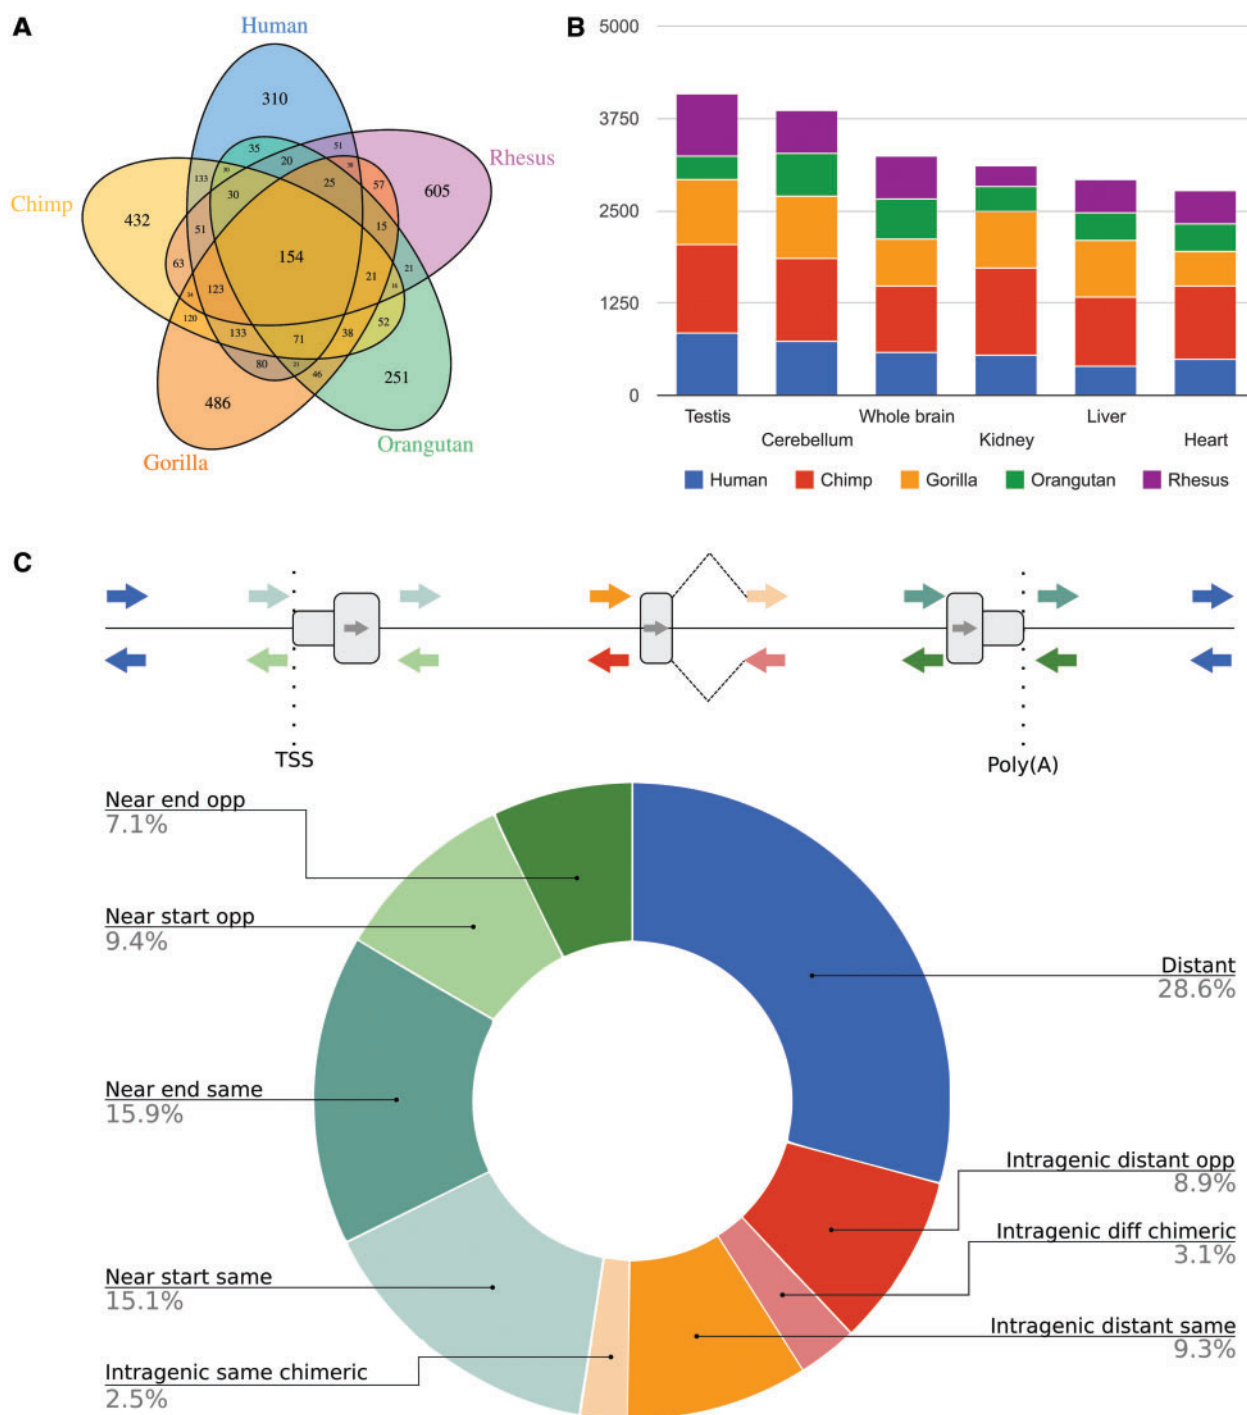 A
Human
310
Rhesus
35
51
20
133
30
25
57
605
Chimp
432
51
15
154
63
21
21
123
120
133
71
38
52
80
46
251
486
Orangutan
Gorilla
B
5000
3750
2500
1250
0
Testis
Whole brain
Liver
Cerebellum
Kidney
Heart
Human
Chimp
Gorilla
Orangutan
Rhesus
C
TSS
Poly(A)
Near end opp
7.1%
Near start opp
9.4%
Distant
28.6%
Near end same
15.9%
Intragenic distant opp
8.9%
Intragenic diff chimeric
3.1%
Near start same
15.1%
Intragenic distant same
9.3%
Intragenic same chimeric
2.5%